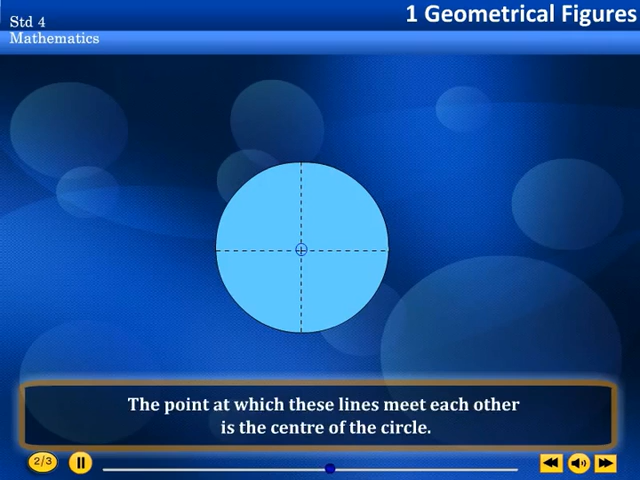 1 Geometrical Figures
Std 4
Mathematics
The point at which these lines meet each other
is the centre of the circle.
2/3